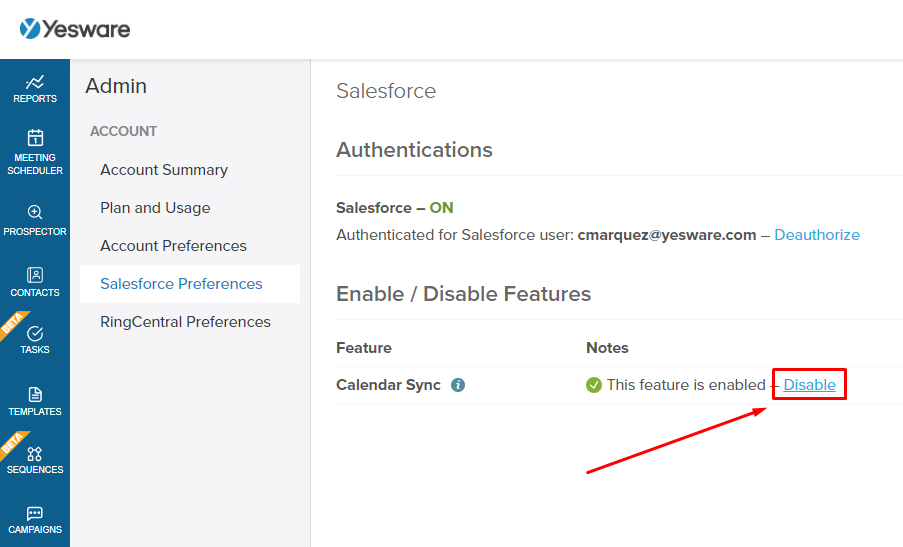 Yesware
REPORTS
1
MEETING
SCHEDULER
PROSPECTOR
CONTACTS
BETA
TASKS
TEMPLATES
BETA
SEQUENCES
CAMPAIGNS
Admin
ACCOUNT
Account Summary
Plan and Usage
Account Preferences
Salesforce Preferences
RingCentral Preferences
Salesforce
Authentications
Salesforce – ON
Authenticated for Salesforce user: cmarquez@yesware.com – Deauthorize
Enable / Disable Features
Feature Notes
Calendar Sync i This feature is enabled – Disable